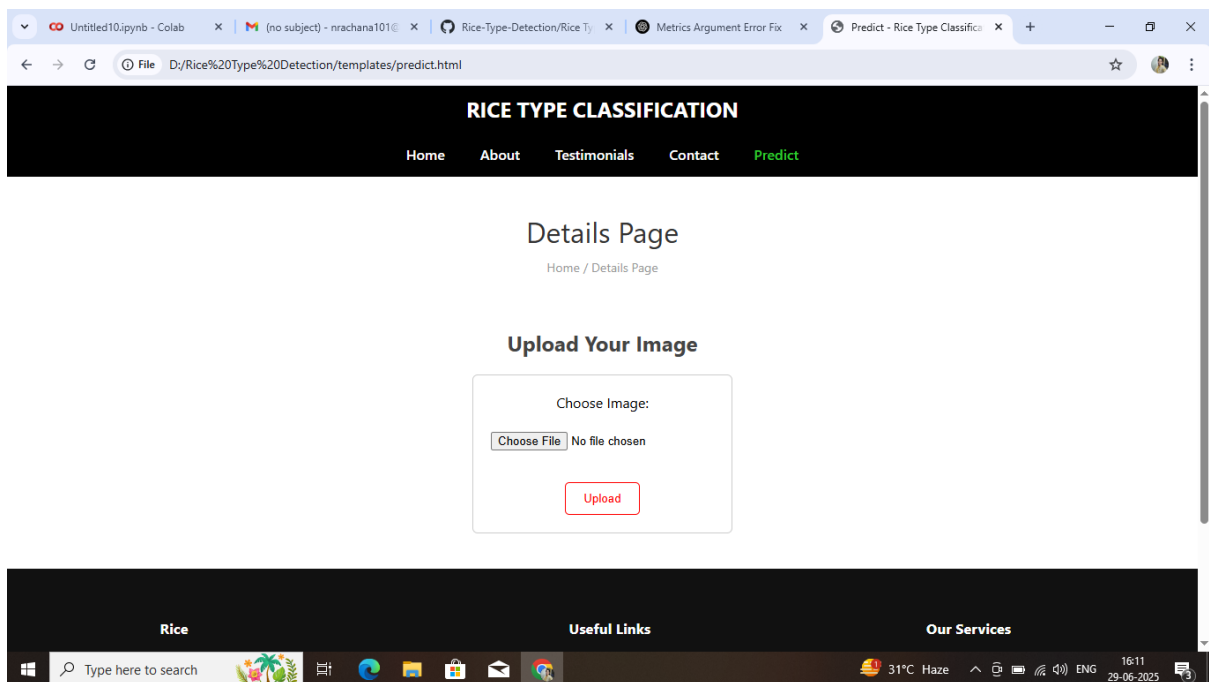 Untitled10.ipynb - Colab
(no subject) - nrachana101@
Rice-Type-Detection/Rice Ty
Metrics Argument Error Fix
Predict - Rice Type Classifica
File D:/Rice%20Type%20Detection/templates/predict.html
RICE TYPE CLASSIFICATION
Home About Testimonials Contact Predict
Details Page
Home / Details Page
Upload Your Image
Choose Image:
Choose File No file chosen
Upload
Rice Useful Links Our Services
Type here to search
31°C Haze
ENG
16:11
29-06-2025
3